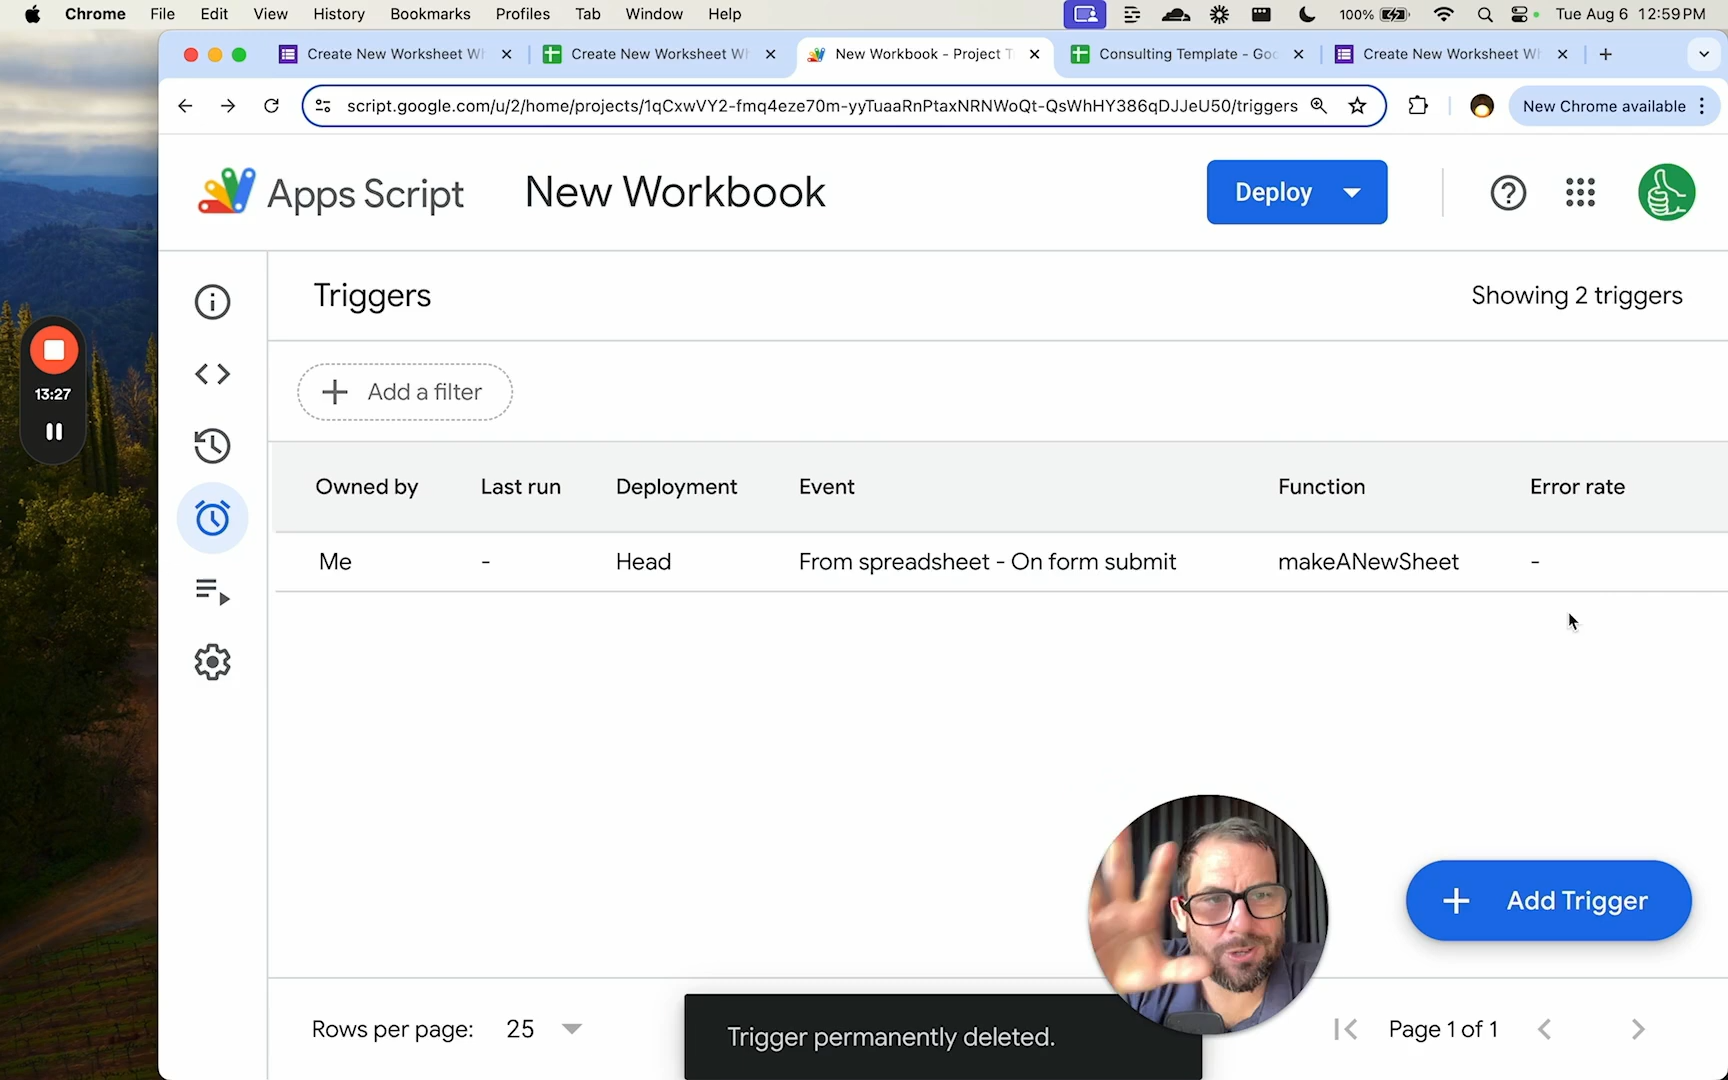 Chrome File Edit View History Bookmarks Profiles Tab Window Help 100% Tue Aug 6 12:59 PM
Create New Worksheet Wh
Create New Worksheet Wh
New Workbook - Project T
Consulting Template - Goo
Create New Worksheet Wh
script.google.com/u/2/home/projects/1qCxwVY2-fmq4eze70m-yyTuaaRnPtaxNRNWoQt-QsWhHY386qDJJeU50/triggers
New Chrome available
Apps Script
New Workbook
Deploy
Triggers
Showing 2 triggers
13:27
Add a filter
Owned by Last run Deployment Event Function Error rate
Me - Head From spreadsheet - On form submit makeANewSheet -
Add Trigger
Rows per page: 25
Trigger permanently deleted.
Page 1 of 1